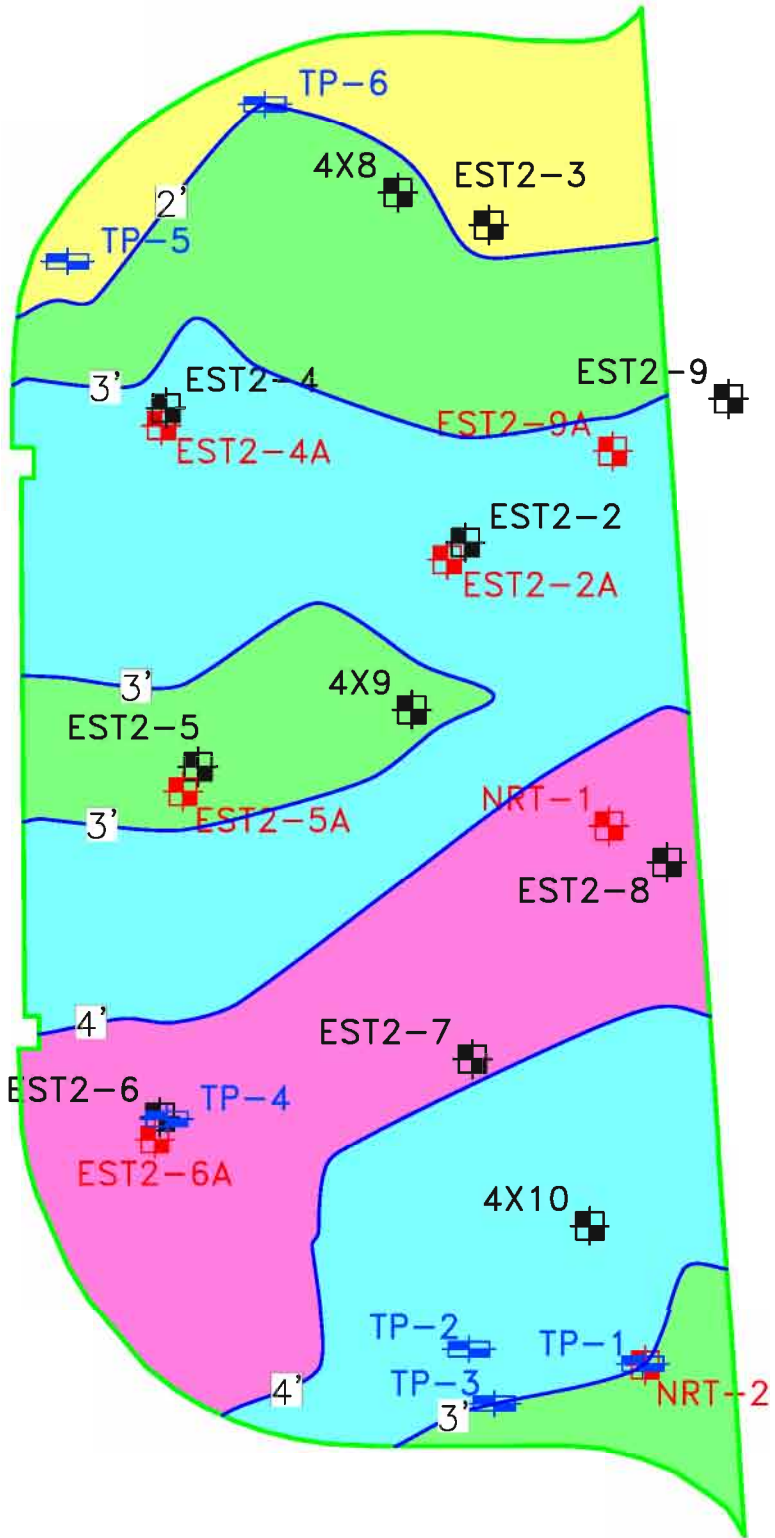 TP-6
4X8
EST2-3
2'
TP-5
EST2-9
EST2-4
3'
EST2-9A
EST2-4A
EST2-2
EST2-2A
4X9
3'
EST2-5
NRT-1
EST2-5A
3'
EST2-8
4'
EST2-7
EST2-6
TP-4
EST2-6A
4X10
TP-2
TP-1
TP-3
4'
NRT-2
3'